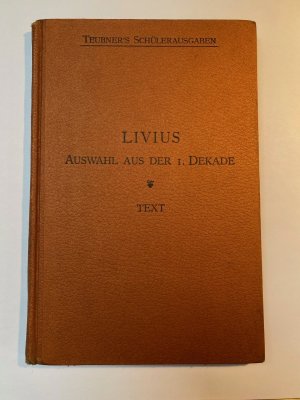 Teubner's Schülerausgaben
LIVIUS
Auswahl aus der 1. Dekade
Text